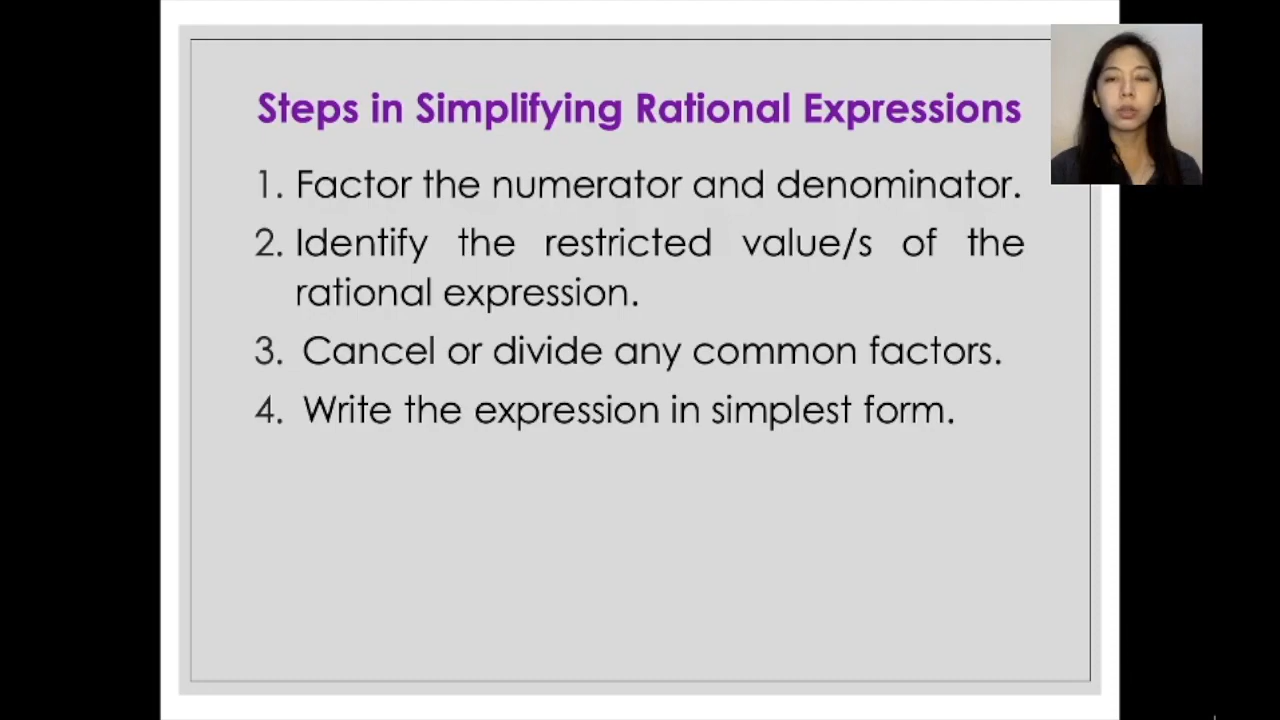 Steps in Simplifying Rational Expressions
1. Factor the numerator and denominator.
2. Identify the restricted value/s of the
rational expression.
3. Cancel or divide any common factors.
4. Write the expression in simplest form.